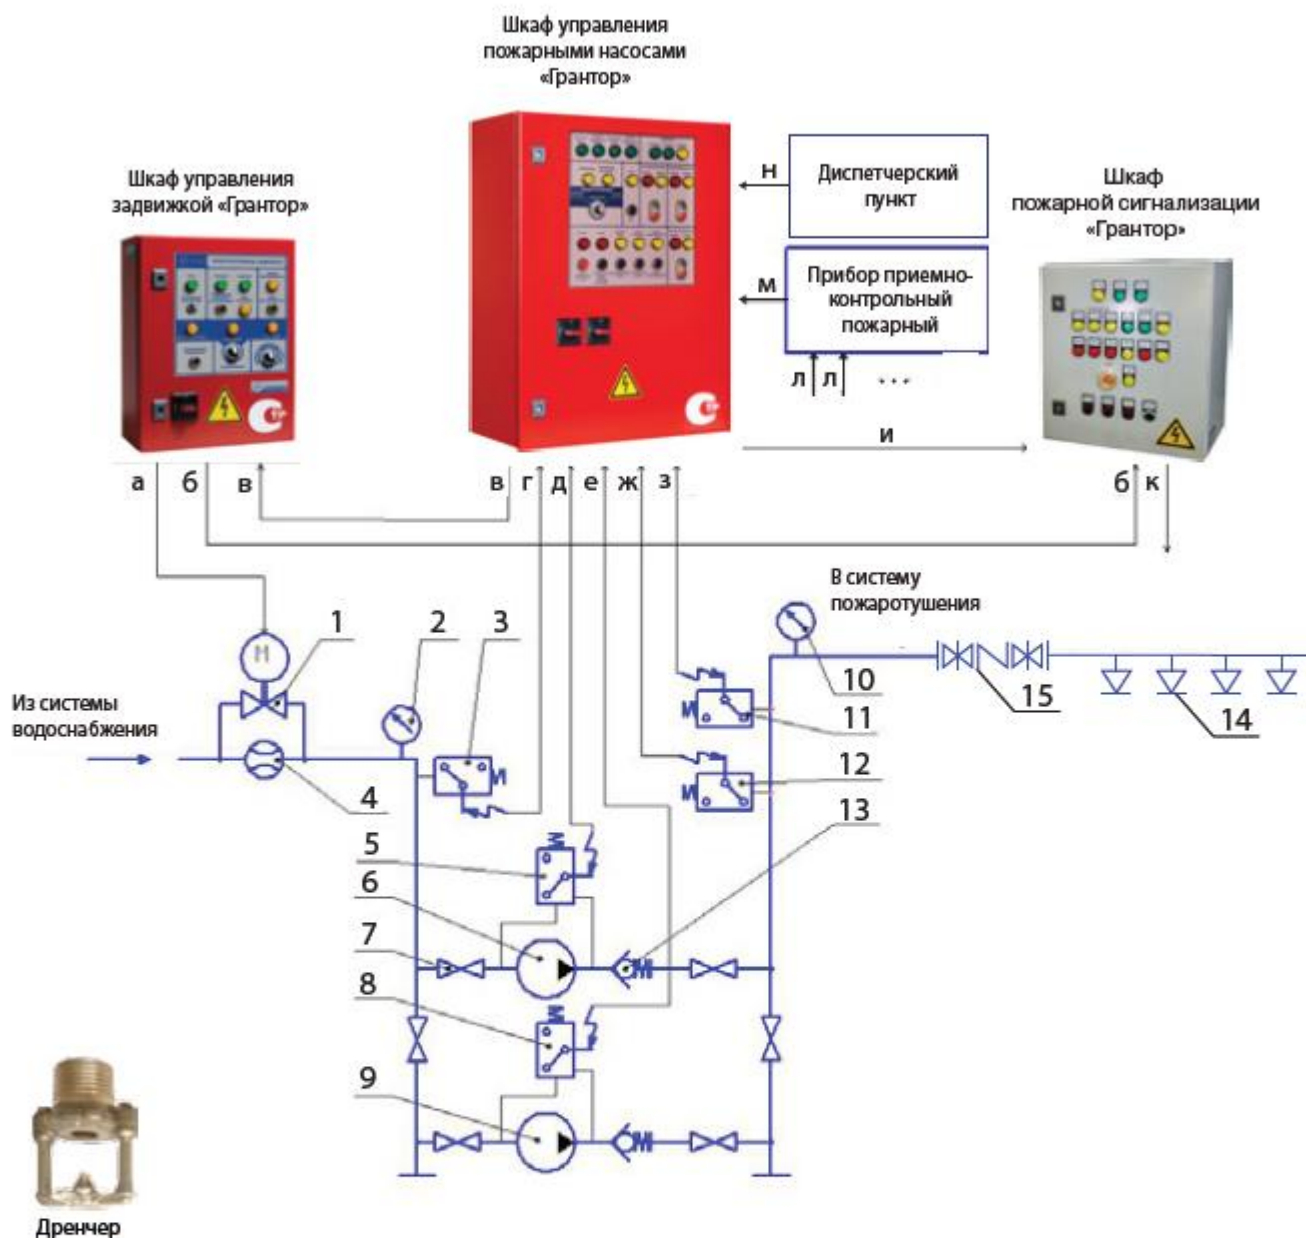 Шкаф управления
пожарными насосами
«Грантор»
Шкаф управления
задвижкой «Грантор»
Диспетчерский
пункт
Шкаф
пожарной сигнализации
«Грантор»
Прибор приемно-
контрольный
пожарный
н
м
л л ...
и
а б в
в г д е ж з
б к
В систему
пожаротушения
Из системы
водоснабжения
М
1
2
3
4
5
6
7
8
9
10
11
12
13
14
15
Дренчер